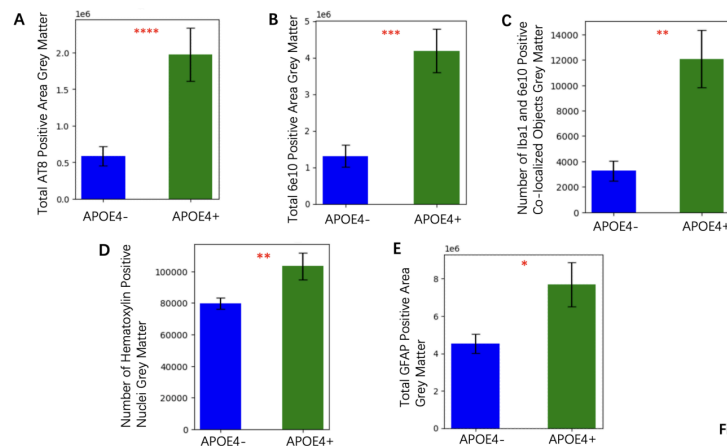 A
Total AT8 Positive Area Grey Matter
1e6
****
2.0
1.5
1.0
0.5
0.0
APOE4-
APOE4+
B
Total 6e10 Positive Area Grey Matter
1e6
***
5
4
3
2
1
0
APOE4-
APOE4+
C
Number of Iba1 and 6e10 Positive
Co-localized Objects Grey Matter
**
14000
12000
10000
8000
6000
4000
2000
0
APOE4-
APOE4+
D
Number of Hematoxylin Positive
Nuclei Grey Matter
**
100000
80000
60000
40000
20000
0
APOE4-
APOE4+
E
Total GFAP Positive Area
Grey Matter
1e6
*
8
6
4
2
0
APOE4-
APOE4+